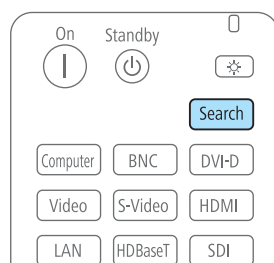 On Standby
Search
Computer BNC DVI-D
Video S-Video HDMI
LAN HDBaseT SDI